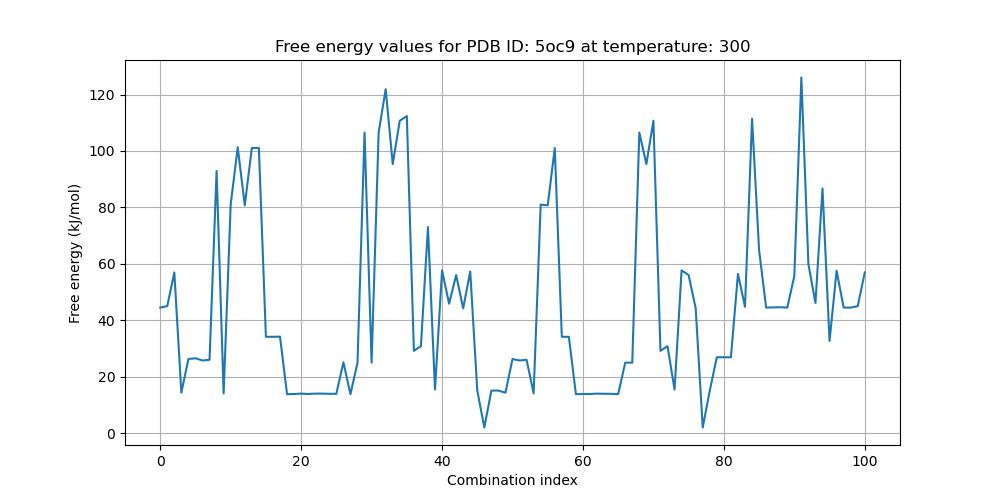 Free energy values for PDB ID: 5oc9 at temperature: 300
Free energy (kJ/mol)
120
100
80
60
40
20
0
0 20 40 60 80 100
Combination index